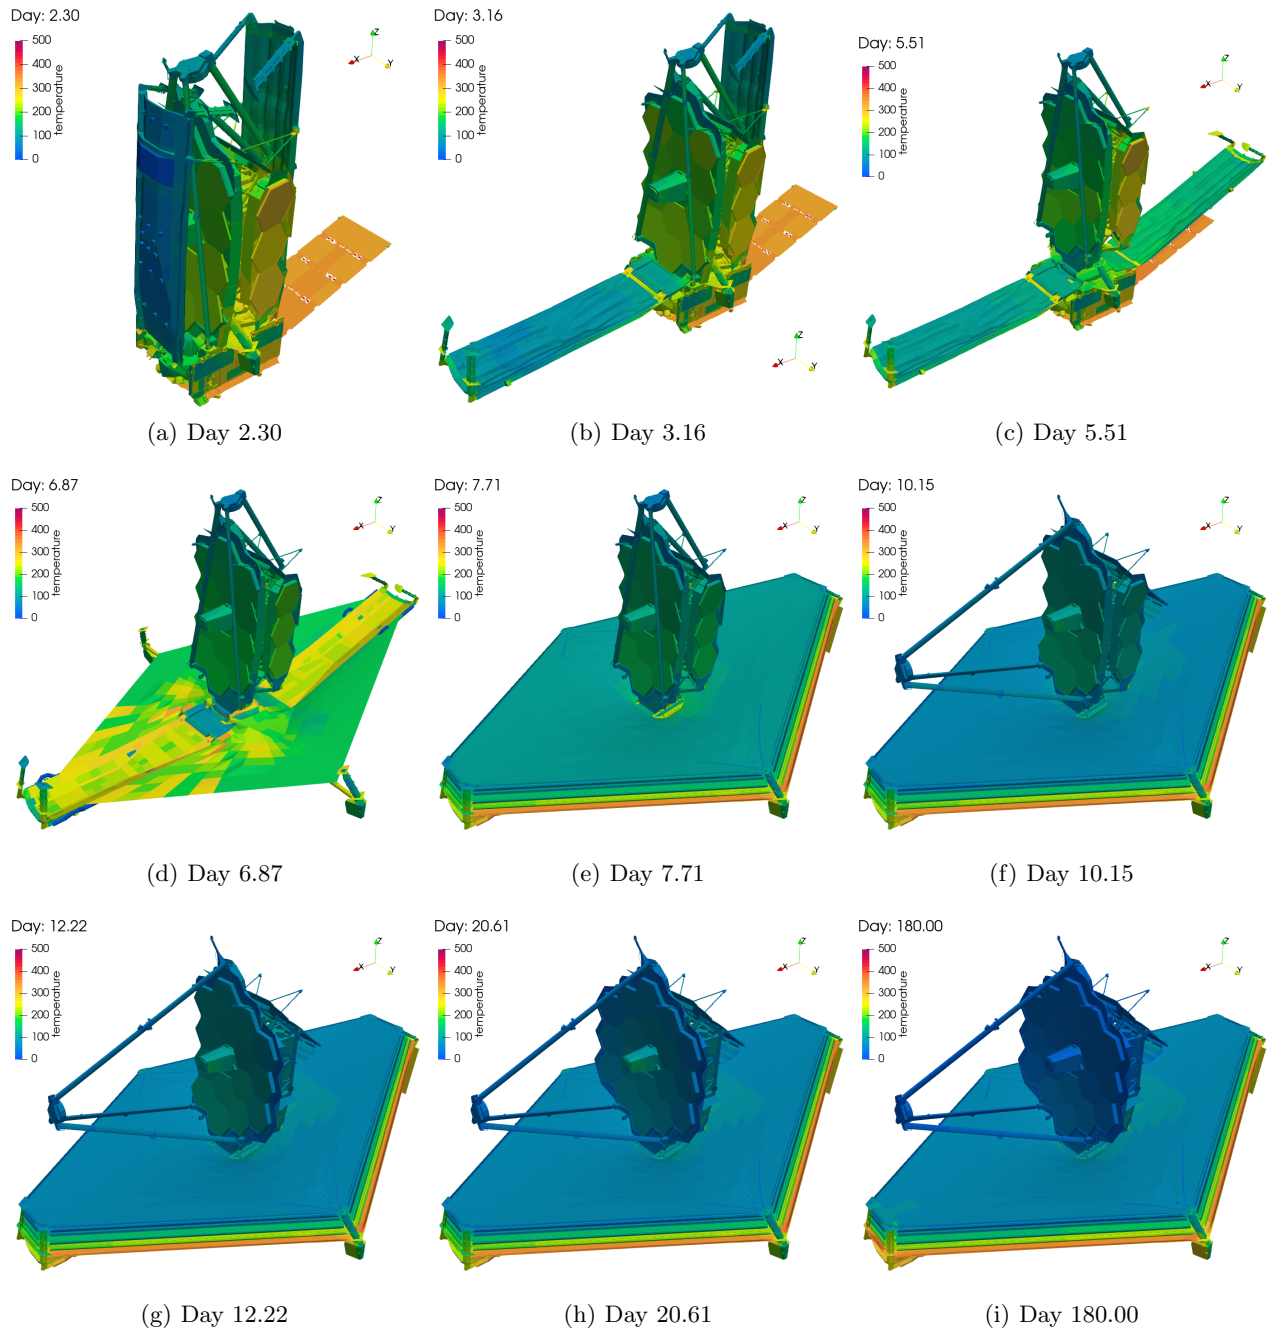 Day: 2.30
500
400
300
200
100
0
temperature
Z
X
Y
(a) Day 2.30
Day: 3.16
500
400
300
200
100
0
temperature
Z
X
Y
(b) Day 3.16
Day: 5.51
500
400
300
200
100
0
temperature
Z
X
Y
(c) Day 5.51
Day: 6.87
500
400
300
200
100
0
temperature
Z
X
Y
(d) Day 6.87
Day: 7.71
500
400
300
200
100
0
temperature
Z
X
Y
(e) Day 7.71
Day: 10.15
500
400
300
200
100
0
temperature
Z
X
Y
(f) Day 10.15
Day: 12.22
500
400
300
200
100
0
temperature
Z
X
Y
(g) Day 12.22
Day: 20.61
500
400
300
200
100
0
temperature
Z
X
Y
(h) Day 20.61
Day: 180.00
500
400
300
200
100
0
temperature
Z
X
Y
(i) Day 180.00